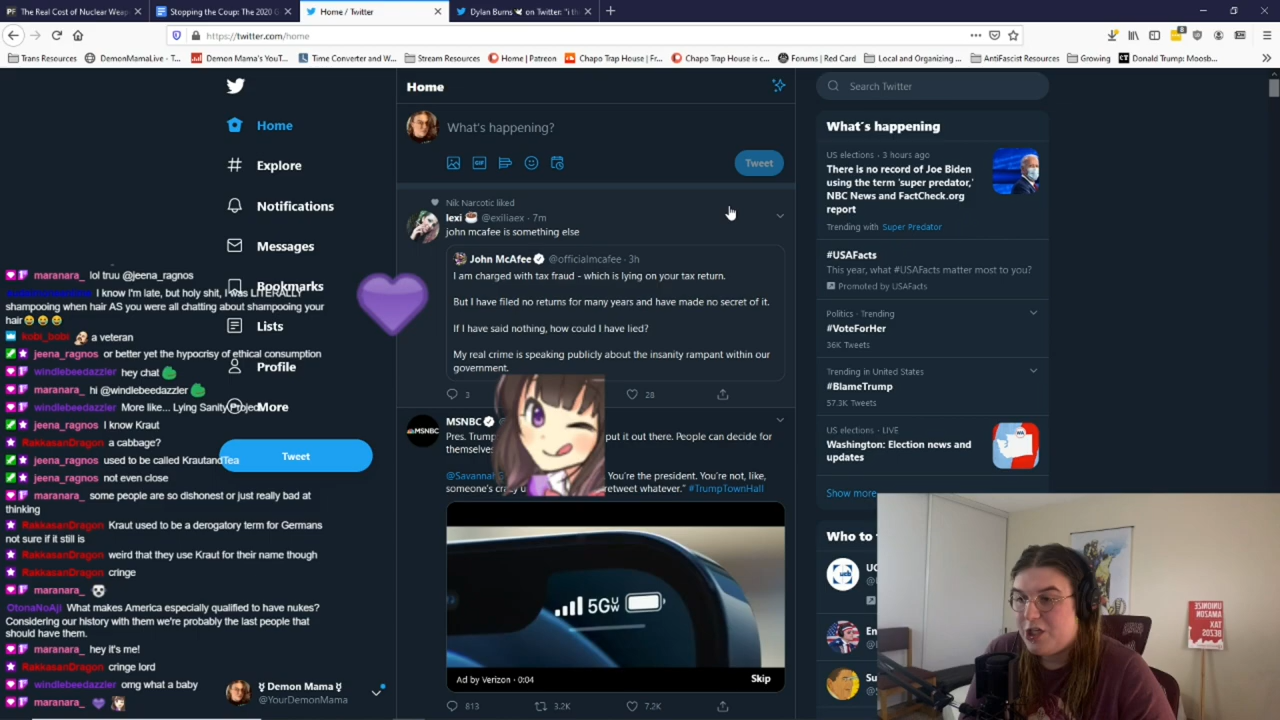 The Real Cost of Nuclear Weap
Stopping the Coup: The 2020 G
Home / Twitter
Dylan Burns on Twitter: "i th
https://twitter.com/home
Trans Resources
DemonMamaLive - T...
Demon Mama's YouT...
Time Converter and W...
Stream Resources
Home | Patreon
Chapo Trap House | Fr...
Chapo Trap House is c...
Forums | Red Card
Local and Organizing ...
AntiFascist Resources
Growing
Donald Trump: Moosb...
Home
Explore
Notifications
Messages
Bookmarks
Lists
Profile
More
Tweet
Demon Mama
@YourDemonMama
maranara_ lol truu @jeena_ragnos
I know I'm late, but holy shit, I was LITERALLY
shampooing when hair AS you were all chatting about shampooing your
hair
kobi_bobi a veteran
jeena_ragnos or better yet the hypocrisy of ethical consumption
windlebeedazzler hey chat
maranara_ hi @windlebeedazzler
windlebeedazzler More like... Lying Sanity Project
jeena_ragnos I know Kraut
RakkasanDragon a cabbage?
jeena_ragnos used to be called KrautandTea
jeena_ragnos not even close
maranara_ some people are so dishonest or just really bad at
thinking
RakkasanDragon Kraut used to be a derogatory term for Germans
not sure if it still is
RakkasanDragon weird that they use Kraut for their name though
RakkasanDragon cringe
maranara_
OtonaNoAji What makes America especially qualified to have nukes?
Considering our history with them we're probably the last people that
should have them.
maranara_ hey it's me!
RakkasanDragon cringe lord
windlebeedazzler omg what a baby
maranara_
Home
What's happening?
GIF
Tweet
Nik Narcotic liked
lexi @exiliaex · 7m
john mcafee is something else
John McAfee @officialmcafee · 3h
I am charged with tax fraud - which is lying on your tax return.
But I have filed no returns for many years and have made no secret of it.
If I have said nothing, how could I have lied?
My real crime is speaking publicly about the insanity rampant within our
government.
3
28
MSNBC
Pres. Trump put it out there. People can decide for
themselve
@Savannah You're the president. You're not, like,
someone's crazy u retweet whatever." #TrumpTownHall
5G UW
Ad by Verizon · 0:04
Skip
813
3.2K
7.2K
Search Twitter
What's happening
US elections · 3 hours ago
There is no record of Joe Biden
using the term 'super predator,'
NBC News and FactCheck.org
report
Trending with Super Predator
#USAFacts
This year, what #USAFacts matter most to you?
Promoted by USAFacts
Politics · Trending
#VoteForHer
36K Tweets
Trending in United States
#BlameTrump
57.3K Tweets
US elections · LIVE
Washington: Election news and
updates
Show more
Who to
UC
ucb
En
Su
UNIONIZE
AMAZON
TAX
BEZOS